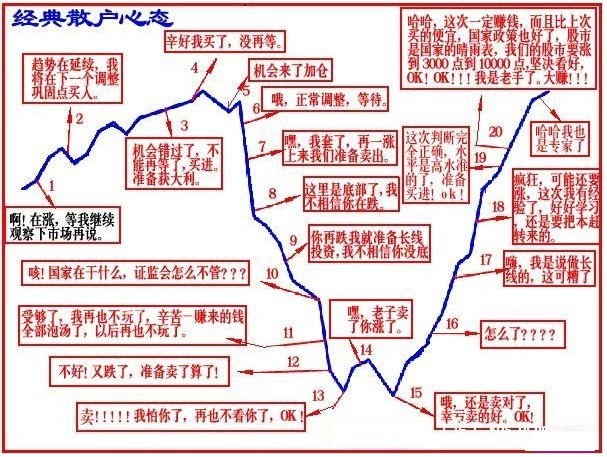 经典散户心态
趋势在延续，我
将在下一个调整
巩固点买人。
2
1
啊！在涨，等我继续
观察下市场再说。
3
机会错过了，不
能再等了，买进。
准备获大利。
4
辛好我买了，没再等。
5
机会来了加仓
6
哦，正常调整，等待。
7
嘿，我套了，再一涨
上来我们准备卖出。
8
这里是底部了，我
不相信你在跌。
9
你再跌我就准备长线
投资，我不相信你没底
10
咳！国家在干什么，证监会怎么不管???
11
受够了，我再也不玩了，辛苦一赚来的钱
全部泡汤了，以后再也不玩了。
12
不好！又跌了，准备卖了算了！
13
卖！！！！！我怕你了，再也不看你了，OK！
14
嘿，老子卖
了你涨了。
15
哦，还是卖对了，
幸亏卖的好。OK！
16
怎么了????
17
嘀，我是说做长
线的，这可糟了
18
疯狂，可能还要
涨，这次我有经
验了，好好学习
，还是要把本赶
转来的。
19
这次判断完
全正确，水
平是高水准
的了，准备
买进！ok！
20
哈哈，这次一定赚钱，而且比上次
买的便宜，国家政策也好了，股市
是国家的晴雨表，我们的股市要涨
到3000点到10000点，坚决看好，
OK！OK！！！我是老手了。大赚！！！
哈哈我也
是专家了